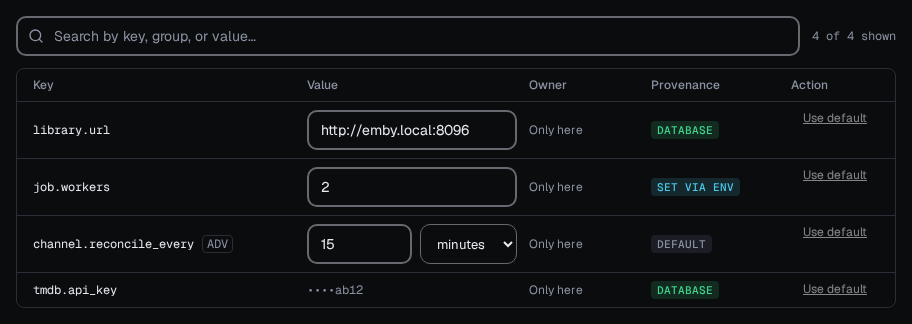 Search by key, group, or value…
4 of 4 shown
Key Value Owner Provenance Action
library.url http://emby.local:8096 Only here DATABASE Use default
job.workers 2 Only here SET VIA ENV Use default
channel.reconcile_every ADV 15 minutes Only here DEFAULT Use default
tmdb.api_key ••••ab12 Only here DATABASE Use default